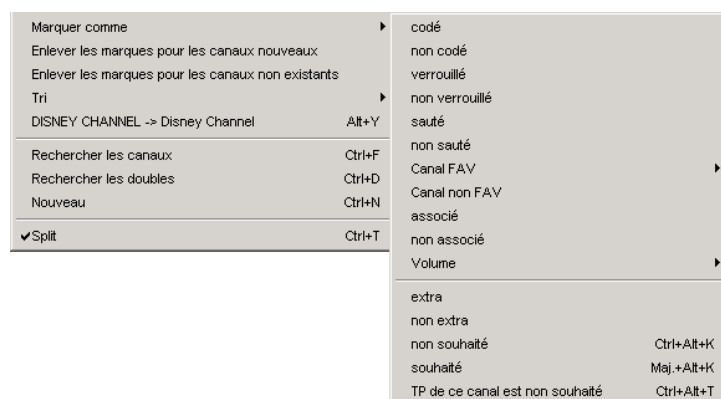 Marquer comme
Enlever les marques pour les canaux nouveaux
Enlever les marques pour les canaux non existants
Tri
DISNEY CHANNEL -> Disney Channel Alt+Y
Rechercher les canaux Ctrl+F
Rechercher les doubles Ctrl+D
Nouveau Ctrl+N
✔Split Ctrl+T
codé
non codé
verrouillé
non verrouillé
sauté
non sauté
Canal FAV
Canal non FAV
associé
non associé
Volume
extra
non extra
non souhaité Ctrl+Alt+K
souhaité Maj.+Alt+K
TP de ce canal est non souhaité Ctrl+Alt+T